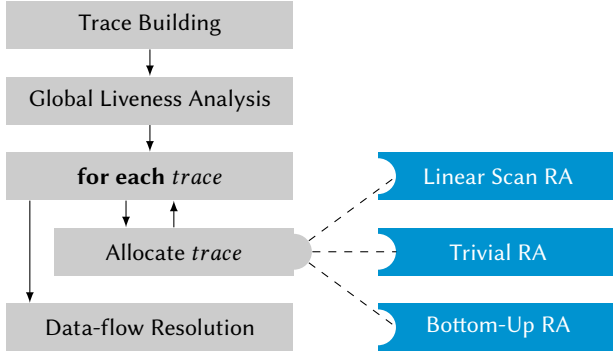 Trace Building
Global Liveness Analysis
for each trace
Linear Scan RA
Allocate trace
Trivial RA
Data-flow Resolution
Bottom-Up RA